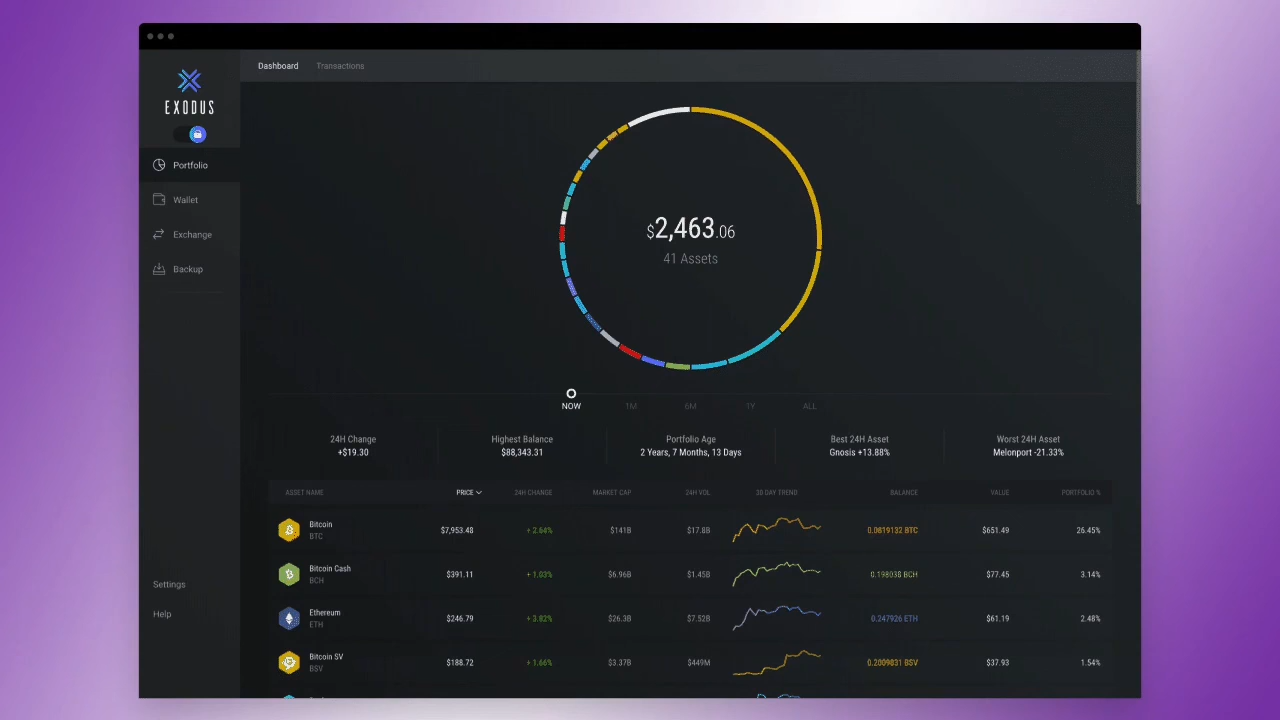 Dashboard Transactions
EXODUS
Portfolio
Wallet
Exchange
Backup
Settings
Help
$2,463.06
41 Assets
NOW 1M 6M 1Y ALL
24H Change Highest Balance Portfolio Age Best 24H Asset Worst 24H Asset
+$19.30 $88,343.31 2 Years, 7 Months, 13 Days Gnosis +13.88% Melonport -21.33%
ASSET NAME PRICE 24H CHANGE MARKET CAP 24H VOL 30 DAY TREND BALANCE VALUE PORTFOLIO %
Bitcoin
BTC $7,953.48 + 2.64% $141B $17.8B 0.0819132 BTC $651.49 26.45%
Bitcoin Cash
BCH $391.11 + 1.03% $6.96B $1.45B 0.198038 BCH $77.45 3.14%
Ethereum
ETH $246.79 + 3.82% $26.3B $7.52B 0.247926 ETH $61.19 2.48%
Bitcoin SV
BSV $188.72 + 1.66% $3.37B $449M 0.2009831 BSV $37.93 1.54%